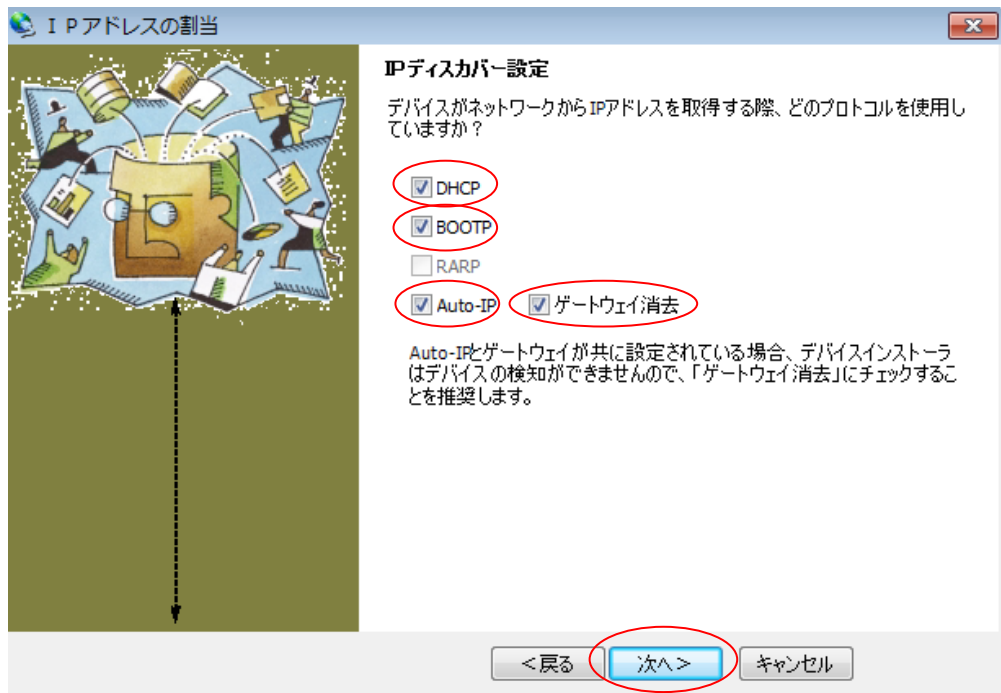 ＩＰアドレスの割当
IPディスカバー設定
デバイスがネットワークからIPアドレスを取得する際、どのプロトコルを使用し
ていますか？
DHCP
BOOTP
RARP
Auto-IP ゲートウェイ消去
Auto-IPとゲートウェイが共に設定されている場合、デバイスインストーラ
はデバイスの検知ができませんので、「ゲートウェイ消去」にチェックするこ
とを推奨します。
＜戻る 次へ＞ キャンセル